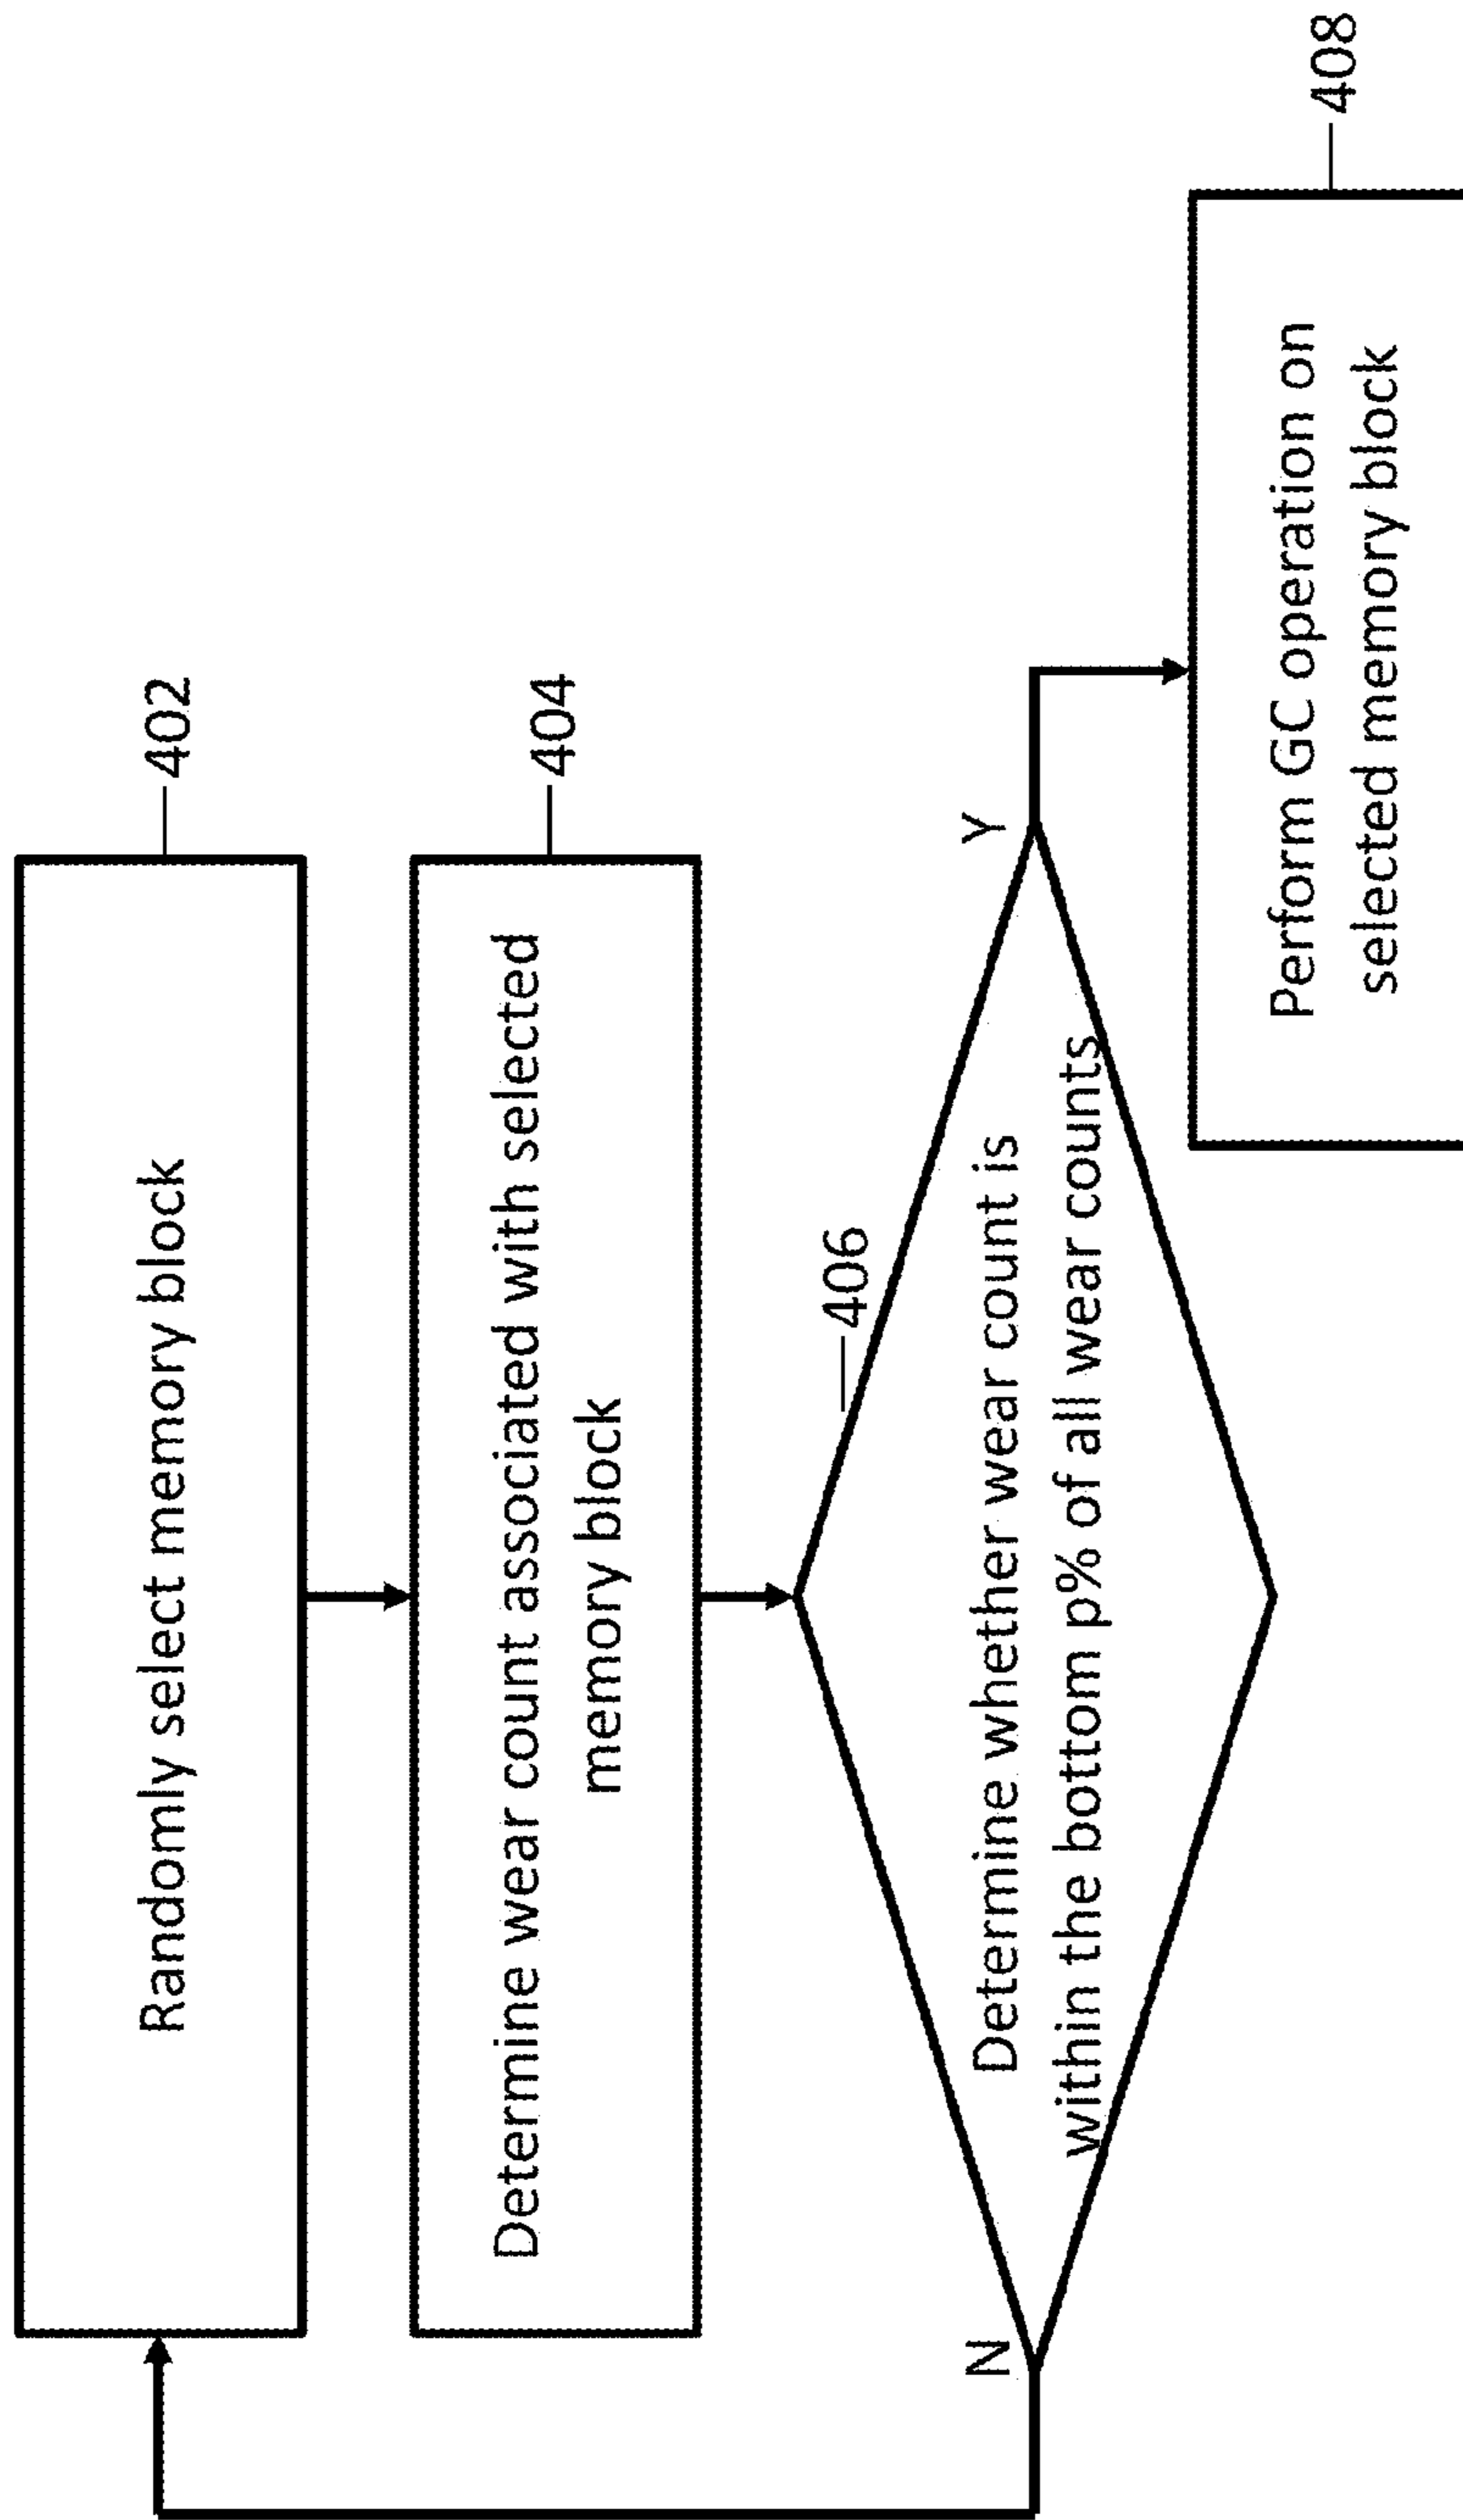 Randomly select memory block
402
Determine wear count associated with selected
memory block
404
406
Determine whether wear count is
within the bottom p% of all wear counts
N
Y
Perform GC operation on
selected memory block
408